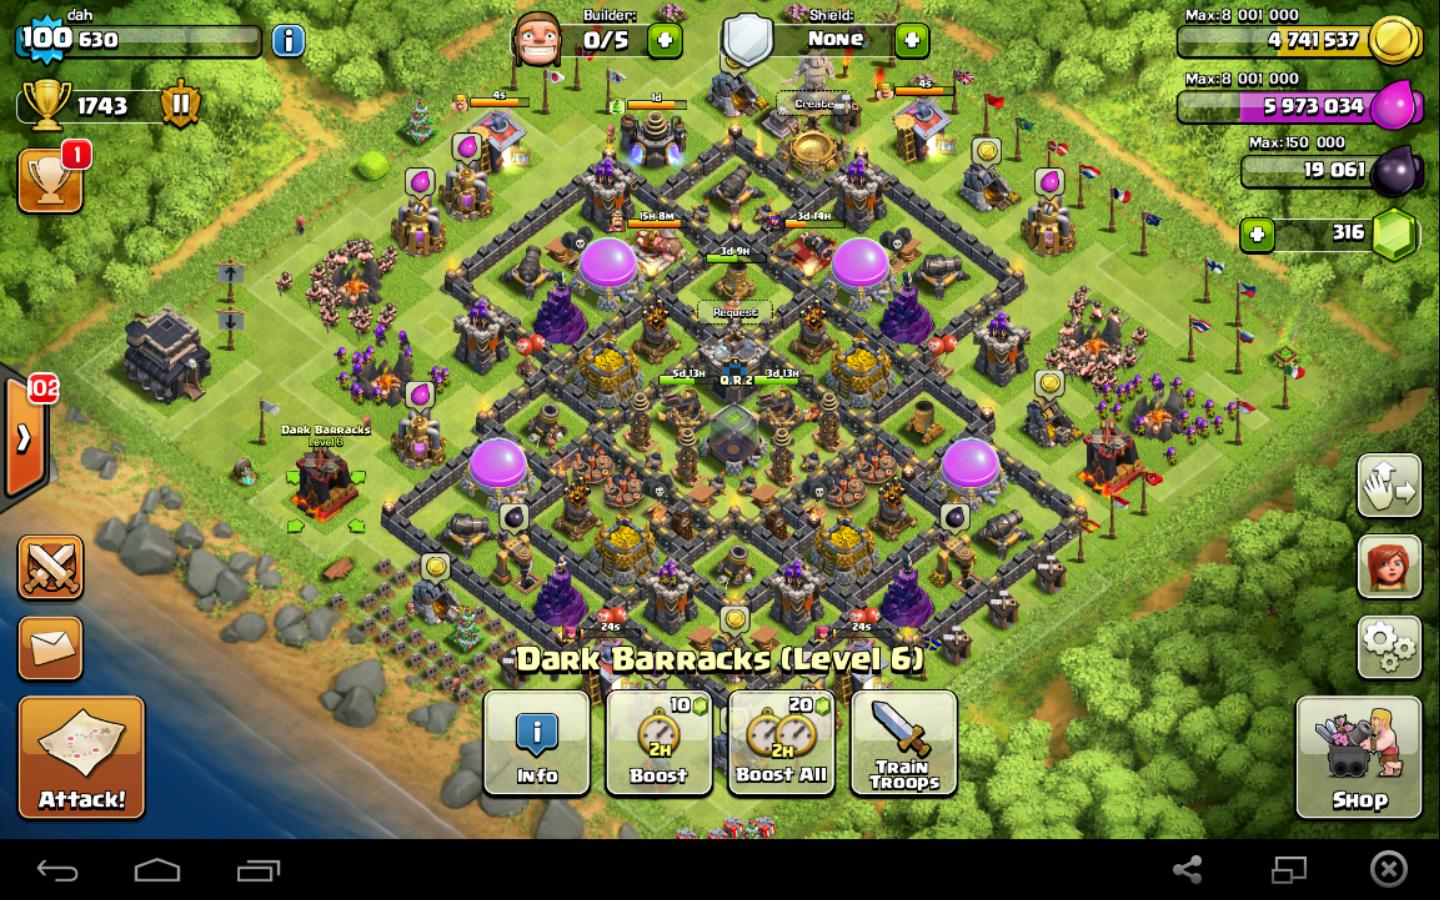 dah
100
630
Builder:
0/5
Shield:
None
Max:8 001 000
4 741 537
Max:8 001 000
5 973 034
Max:150 000
19 061
316
1743
II
1
4s
1d
Create
4s
15H 8M
3d 14H
3d 9H
Request
5d 13H
Q.R.2
3d 13H
102
Dark Barracks
Level 6
24s
24s
Dark Barracks (Level 6)
Info
10
2H
Boost
20
2H
Boost All
Train
Troops
Attack!
Shop